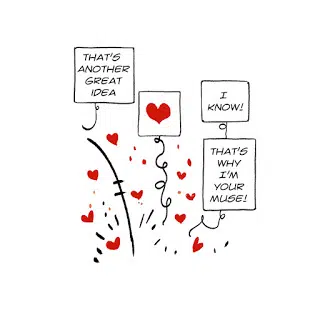 THAT'S
ANOTHER
GREAT
IDEA
I
KNOW!
THAT'S
WHY
I'M
YOUR
MUSE!